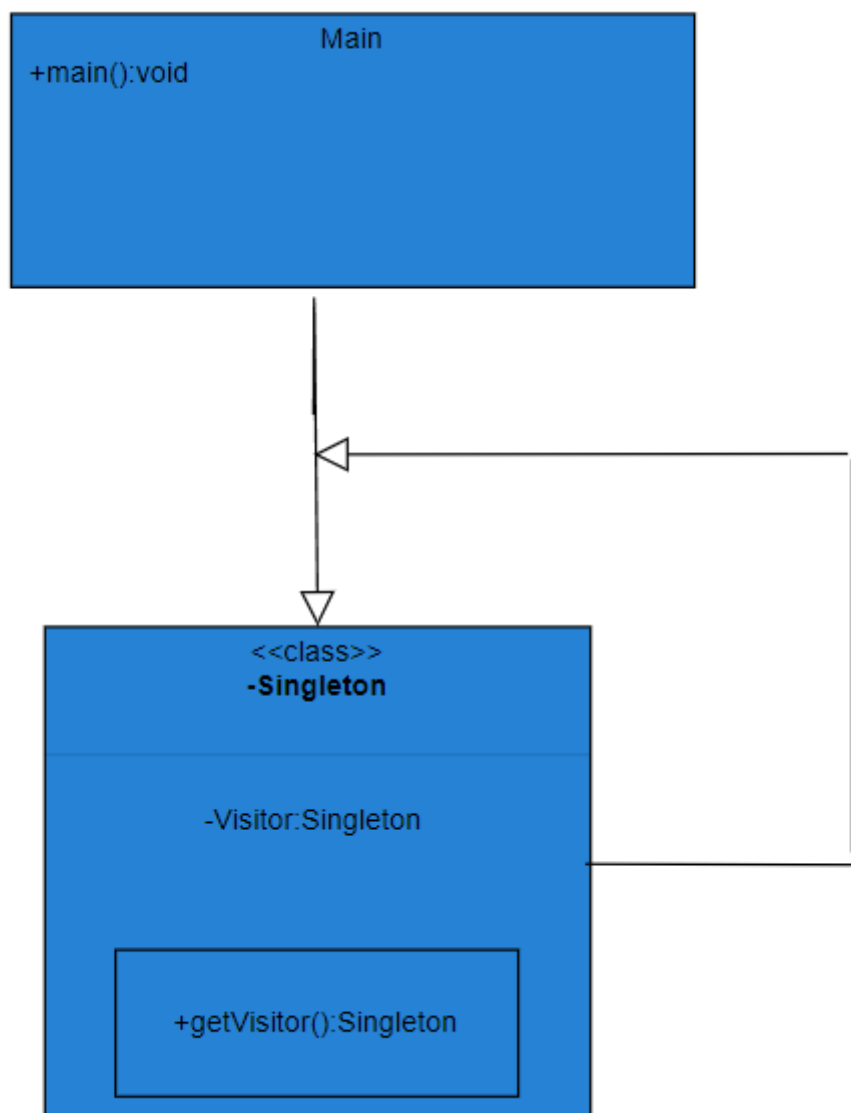 Main
+main():void
<<class>>
-Singleton
-Visitor:Singleton
+getVisitor():Singleton